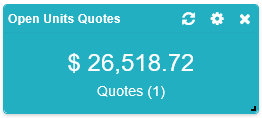 Open Units Quotes
$ 26,518.72
Quotes (1)